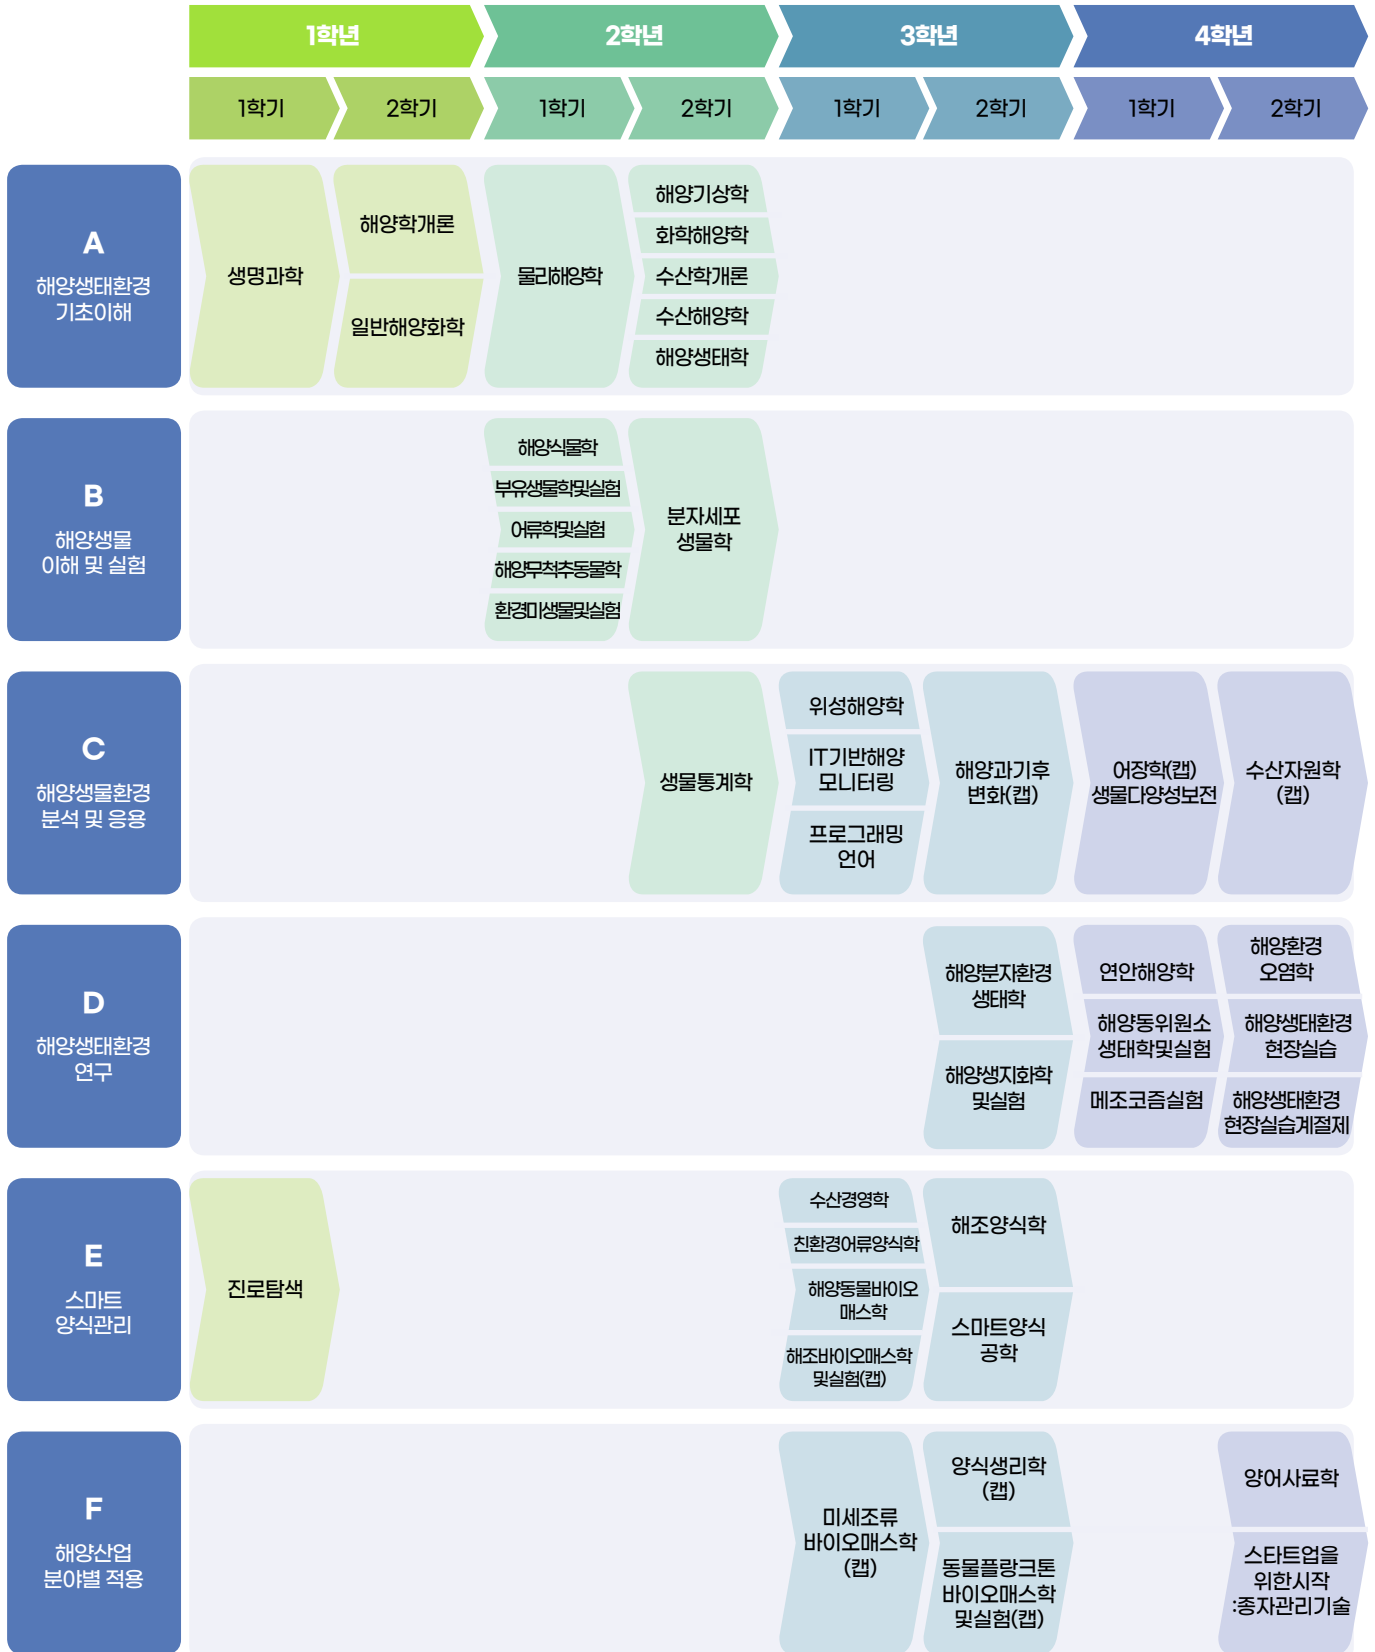 1학년
2학년
3학년
4학년
1학기
2학기
1학기
2학기
1학기
2학기
1학기
2학기
A
해양생태환경
기초이해
생명과학
해양학개론
일반해양화학
물리해양학
해양기상학
화학해양학
수산학개론
수산해양학
해양생태학
B
해양생물
이해 및 실험
해양식물학
부유생물학및실험
어류학및실험
해양무척추동물학
환경미생물및실험
분자세포
생물학
C
해양생물환경
분석 및 응용
생물통계학
위성해양학
IT기반해양
모니터링
프로그래밍
언어
해양과기후
변화(캡)
어장학(캡)
생물다양성보전
수산자원학
(캡)
D
해양생태환경
연구
해양분자환경
생태학
해양생지화학
및실험
연안해양학
해양동위원소
생태학및실험
메조코즘실험
해양환경
오염학
해양생태환경
현장실습
해양생태환경
현장실습계절제
E
스마트
양식관리
진로탐색
수산경영학
친환경어류양식학
해양동물바이오
매스학
해조바이오매스학
및실험(캡)
해조양식학
스마트양식
공학
F
해양산업
분야별 적용
미세조류
바이오매스학
(캡)
양식생리학
(캡)
동물플랑크톤
바이오매스학
및실험(캡)
양어사료학
스타트업을
위한시작
:종자관리기술